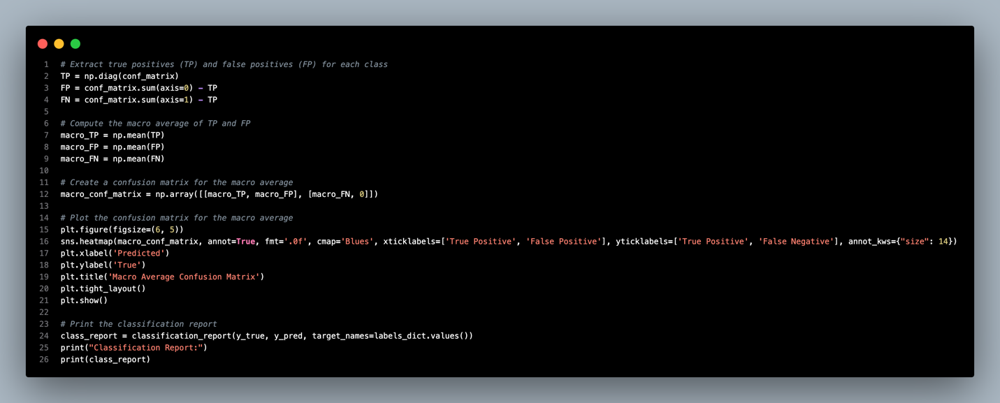 1 # Extract true positives (TP) and false positives (FP) for each class
2 TP = np.diag(conf_matrix)
3 FP = conf_matrix.sum(axis=0) - TP
4 FN = conf_matrix.sum(axis=1) - TP
5
6 # Compute the macro average of TP and FP
7 macro_TP = np.mean(TP)
8 macro_FP = np.mean(FP)
9 macro_FN = np.mean(FN)
10
11 # Create a confusion matrix for the macro average
12 macro_conf_matrix = np.array([[macro_TP, macro_FP], [macro_FN, 0]])
13
14 # Plot the confusion matrix for the macro average
15 plt.figure(figsize=(6, 5))
16 sns.heatmap(macro_conf_matrix, annot=True, fmt='.0f', cmap='Blues', xticklabels=['True Positive', 'False Positive'], yticklabels=['True Positive', 'False Negative'], annot_kws={"size": 14})
17 plt.xlabel('Predicted')
18 plt.ylabel('True')
19 plt.title('Macro Average Confusion Matrix')
20 plt.tight_layout()
21 plt.show()
22
23 # Print the classification report
24 class_report = classification_report(y_true, y_pred, target_names=labels_dict.values())
25 print("Classification Report:")
26 print(class_report)